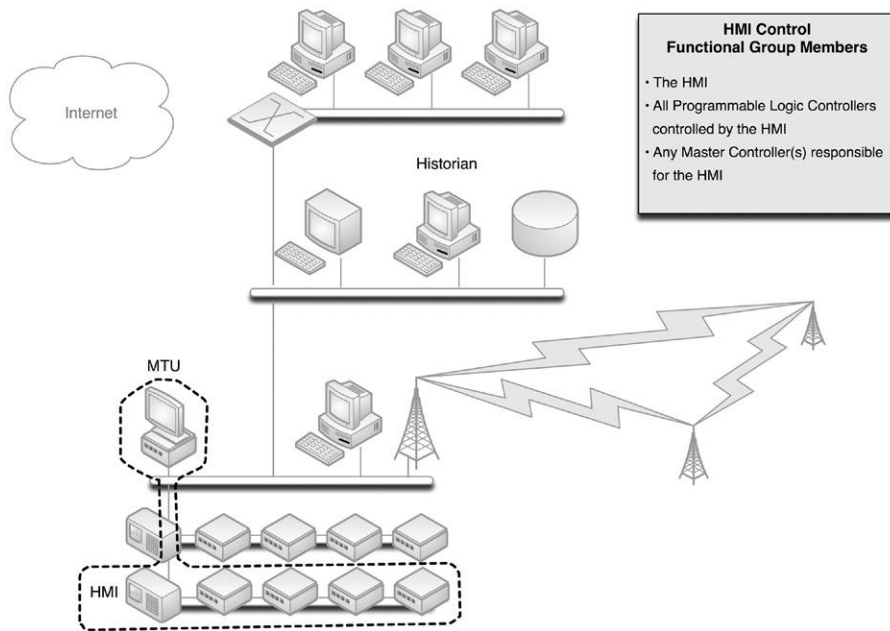 HMI Control
Functional Group Members
• The HMI
• All Programmable Logic Controllers
controlled by the HMI
• Any Master Controller(s) responsible
for the HMI
Internet
Historian
MTU
HMI